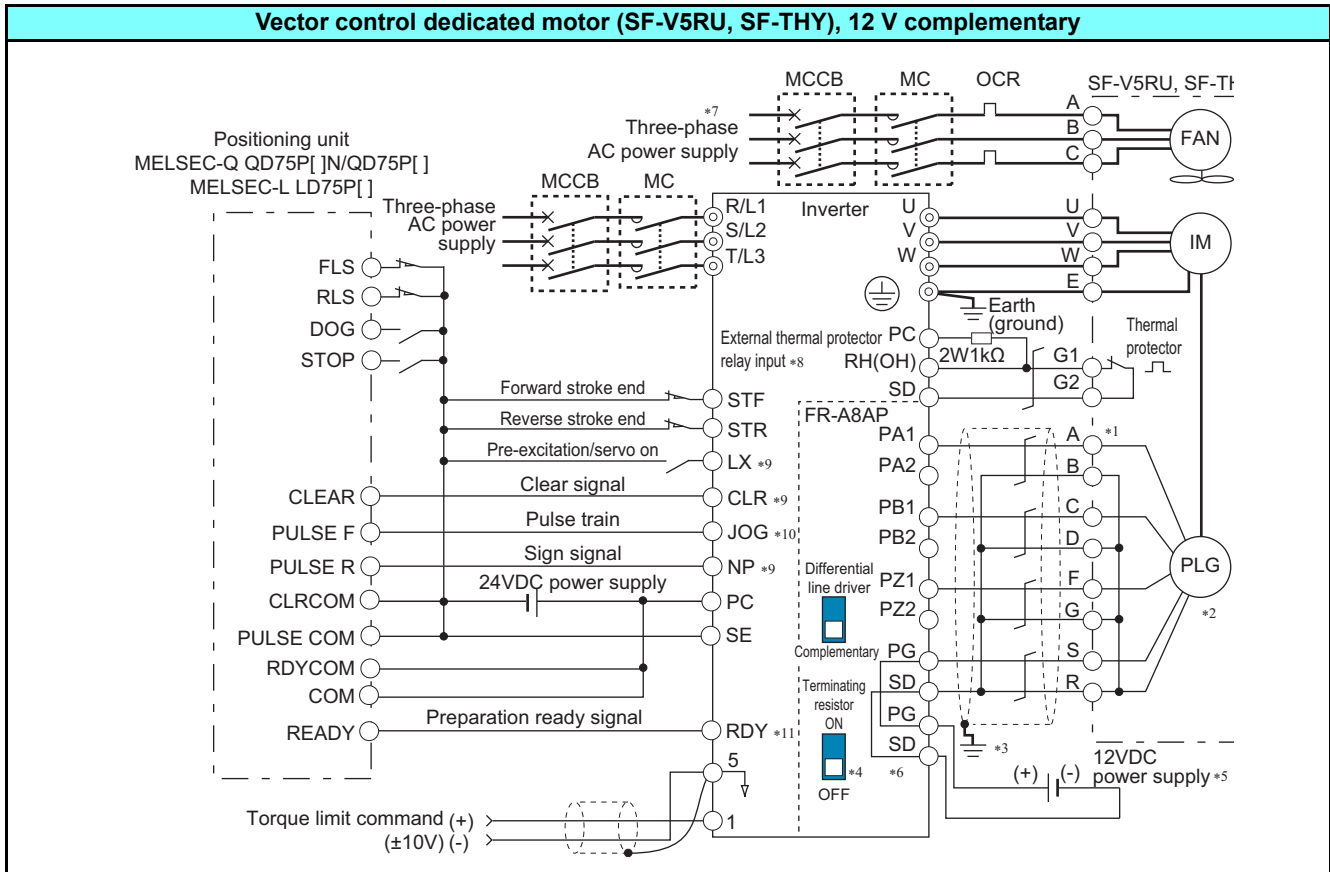 Vector control dedicated motor (SF-V5RU, SF-THY), 12 V complementary
MCCB MC OCR
SF-V5RU, SF-TH
*7
Three-phase
AC power supply
A
B
C
FAN
Positioning unit
MELSEC-Q QD75P[ ]N/QD75P[ ]
MELSEC-L LD75P[ ]
MCCB MC
Three-phase
AC power
supply
R/L1
S/L2
T/L3
Inverter
U
V
W
U
V
W
E
IM
Earth
(ground)
FLS
RLS
DOG
STOP
External thermal protector
relay input *8
PC
RH(OH)
SD
2W1kΩ
G1
G2
Thermal
protector
Forward stroke end
STF
Reverse stroke end
STR
Pre-excitation/servo on
LX *9
CLEAR
Clear signal
CLR *9
PULSE F
Pulse train
JOG *10
PULSE R
Sign signal
NP *9
CLRCOM
24VDC power supply
PC
PULSE COM
SE
RDYCOM
COM
READY
Preparation ready signal
RDY *11
5
1
Torque limit command (+)
(±10V) (-)
FR-A8AP
PA1
PA2
PB1
PB2
PZ1
PZ2
PG
SD
PG
SD
Differential
line driver
Complementary
Terminating
resistor
ON
*4
OFF
*6
A *1
B
C
D
F
G
S
R
PLG
*2
*3
12VDC
power supply *5
(+) (-)